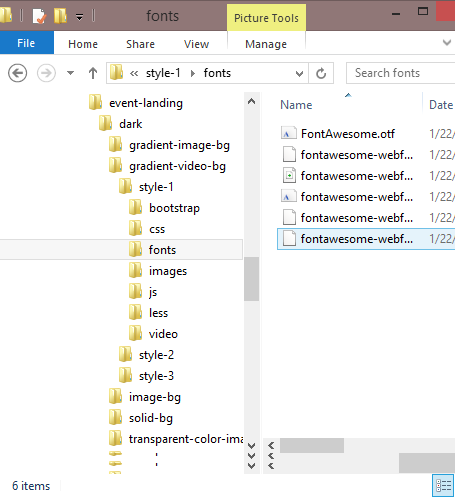 fonts
Picture Tools
File
Home
Share
View
Manage
style-1
fonts
Search fonts
event-landing
dark
gradient-image-bg
gradient-video-bg
style-1
bootstrap
css
fonts
images
js
less
video
style-2
style-3
image-bg
solid-bg
transparent-color-ima
Name
Date
FontAwesome.otf
1/22/
fontawesome-webf...
1/22/
fontawesome-webf...
1/22/
fontawesome-webf...
1/22/
fontawesome-webf...
1/22/
fontawesome-webf...
1/22/
6 items